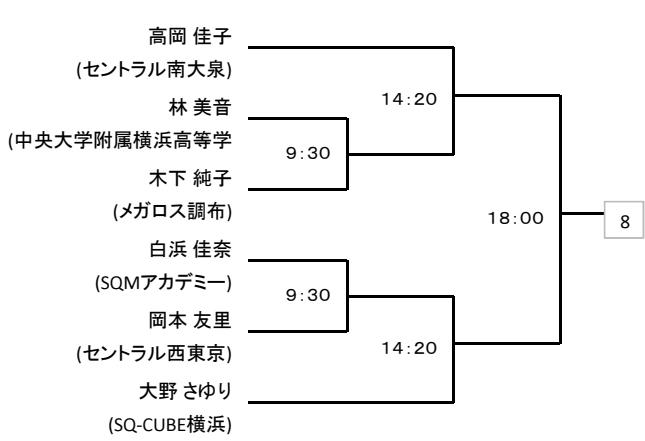 高岡 佳子
(セントラル南大泉)
14:20
林 美音
(中央大学附属横浜高等学
9:30
木下 純子
(メガロス調布)
18:00
8
白浜 佳奈
(SQMアカデミー)
9:30
岡本 友里
(セントラル西東京)
14:20
大野 さゆり
(SQ-CUBE横浜)